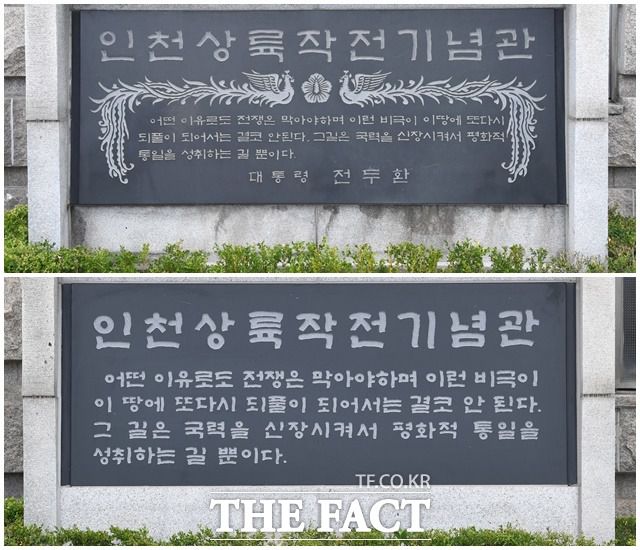 인천상륙작전기념관
어떤 이유로도 전쟁은 막아야하며 이런 비극이 이땅에 또다시
되풀이 되어서는 결코 안된다. 그길은 국력을 신장시켜서 평화적
통일을 성취하는 길 뿐이다.
대통령 전두환
인천상륙작전기념관
어떤 이유로도 전쟁은 막아야하며 이런 비극이
이 땅에 또다시 되풀이 되어서는 결코 안 된다.
그 길은 국력을 신장시켜서 평화적 통일을
성취하는 길 뿐이다.
TF.CO.KR
THE FACT